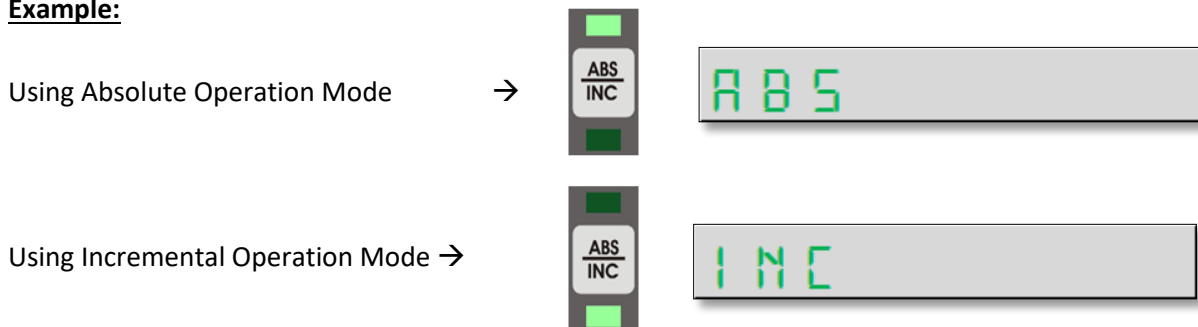 Example:
Using Absolute Operation Mode →
ABS
INC
ABS
Using Incremental Operation Mode →
ABS
INC
INC